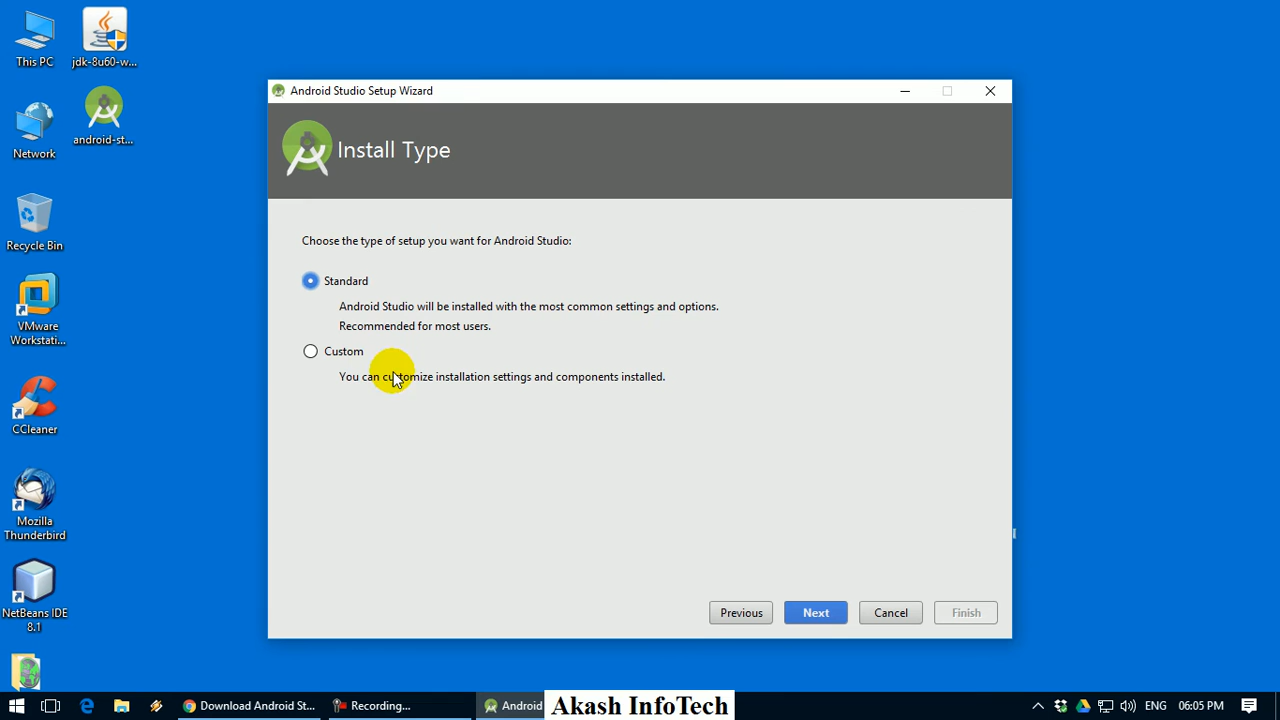 This PC
jdk-8u60-w...
android-st...
Network
Recycle Bin
VMware
Workstati...
CCleaner
Mozilla
Thunderbird
NetBeans IDE
8.1
Android Studio Setup Wizard
Install Type
Choose the type of setup you want for Android Studio:
Standard
Android Studio will be installed with the most common settings and options.
Recommended for most users.
Custom
You can customize installation settings and components installed.
Previous
Next
Cancel
Finish
Download Android St...
Recording...
Android
Akash InfoTech
ENG
06:05 PM